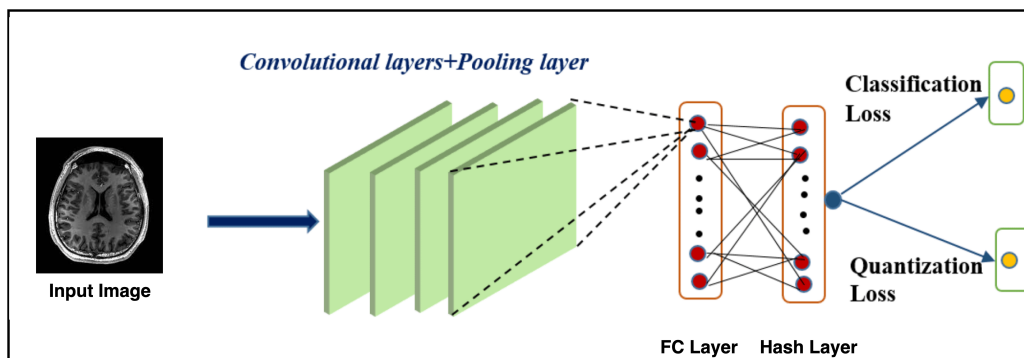 Convolutional layers+Pooling layer
Classification
Loss
Input Image
Quantization
Loss
FC Layer
Hash Layer